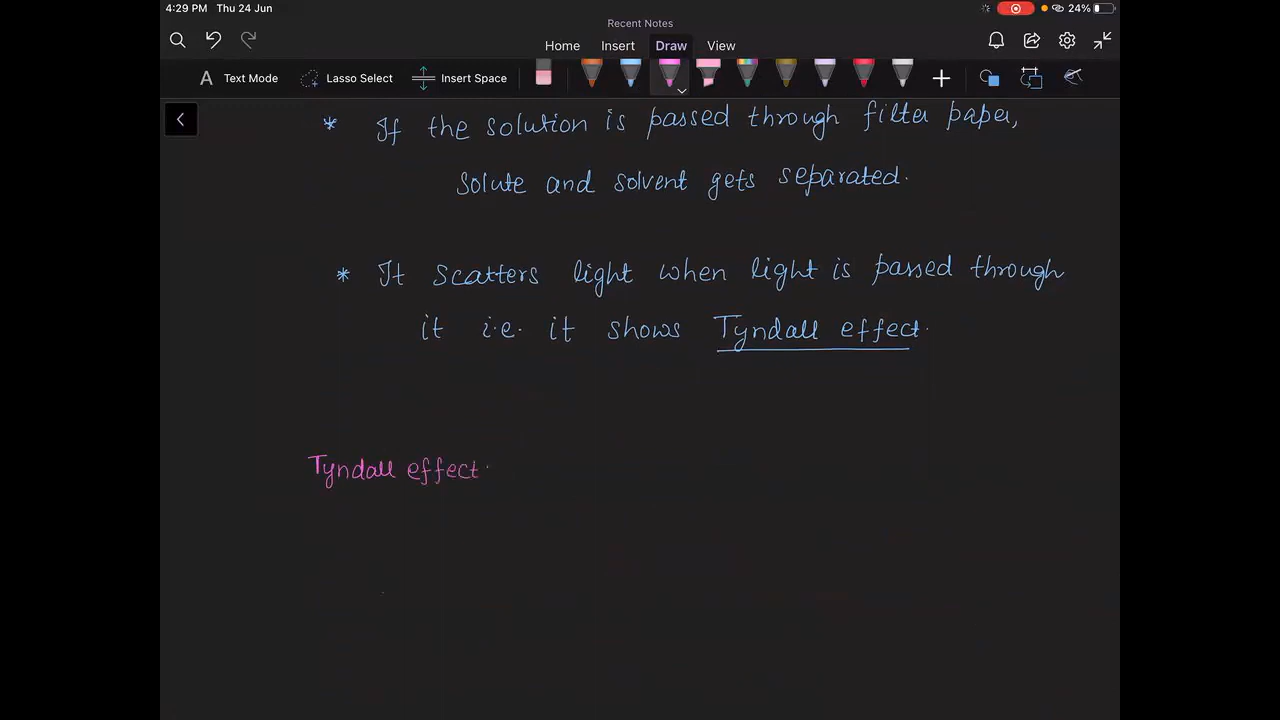 4:29 PM Thu 24 Jun
24%
Recent Notes
Home Insert Draw View
A Text Mode Lasso Select Insert Space
* If the solution is passed through filter paper,
solute and solvent gets separated.
* It scatters light when light is passed through
it i.e. it shows Tyndall effect.
Tyndall effect.